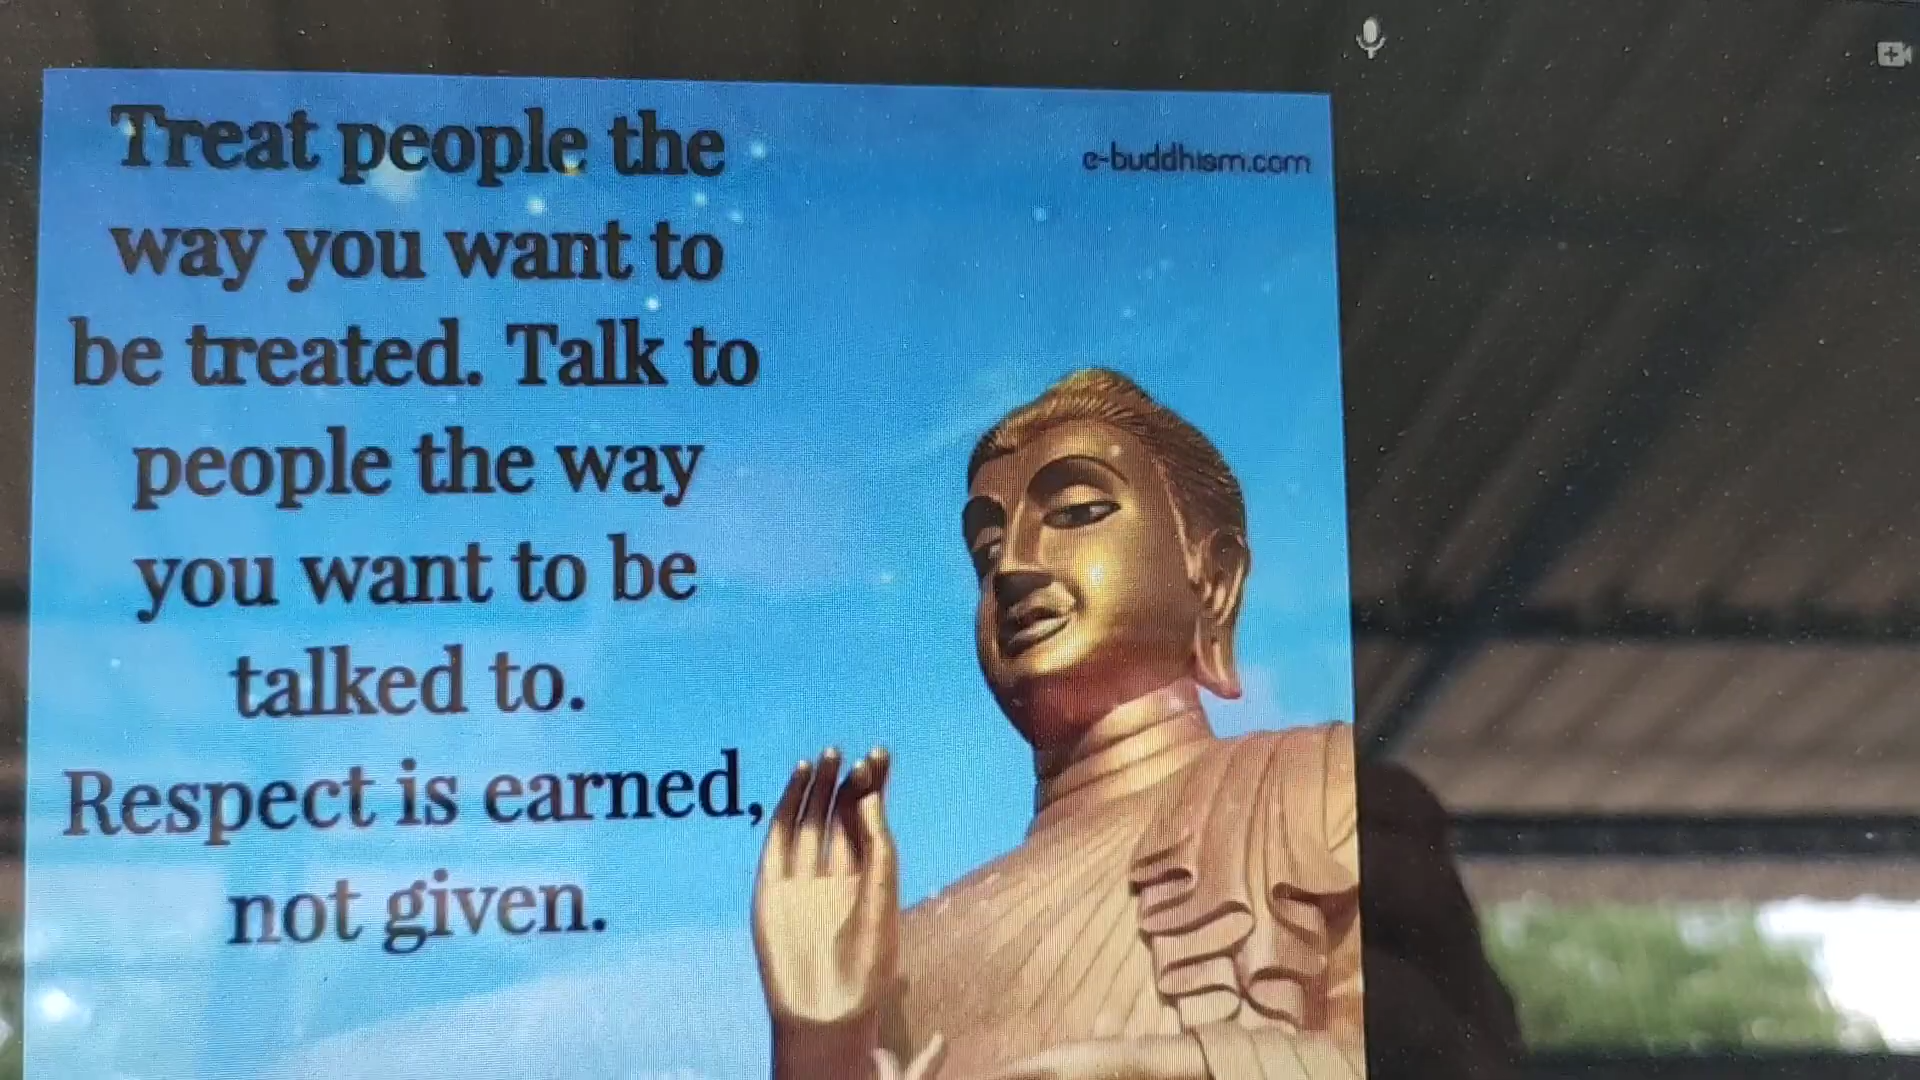 Treat people the
way you want to
be treated. Talk to
people the way
you want to be
talked to.
Respect is earned,
not given.
e-buddhism.com